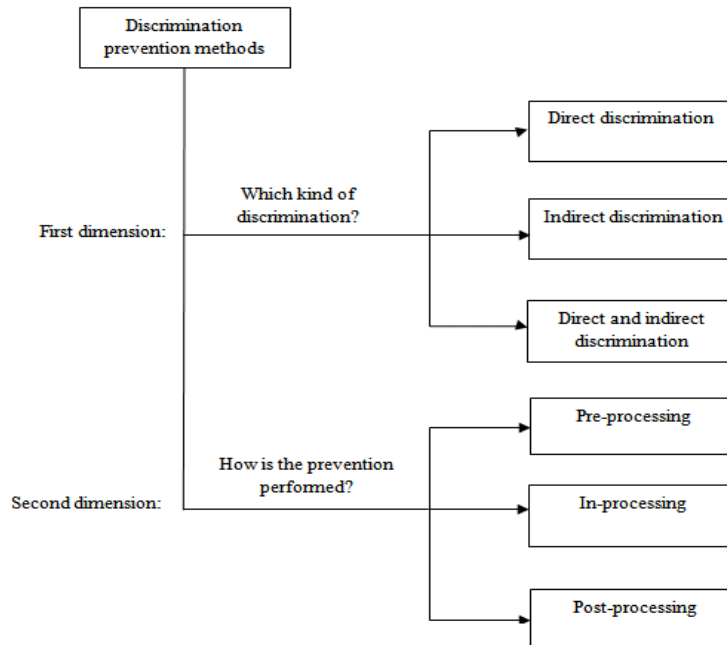 Discrimination
prevention methods
Direct discrimination
Which kind of
discrimination?
First dimension:
Indirect discrimination
Direct and indirect
discrimination
Pre-processing
How is the prevention
performed?
Second dimension:
In-processing
Post-processing